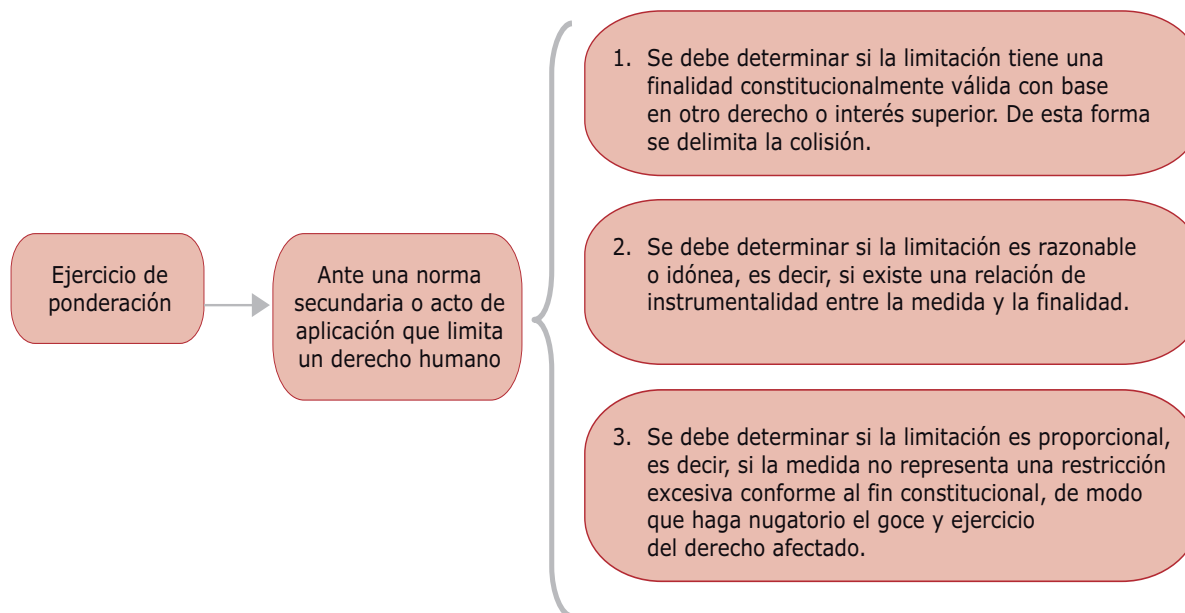 Ejercicio de
ponderación
Ante una norma
secundaria o acto de
aplicación que limita
un derecho humano
1. Se debe determinar si la limitación tiene una
finalidad constitucionalmente válida con base
en otro derecho o interés superior. De esta forma
se delimita la colisión.
2. Se debe determinar si la limitación es razonable
o idónea, es decir, si existe una relación de
instrumentalidad entre la medida y la finalidad.
3. Se debe determinar si la limitación es proporcional,
es decir, si la medida no representa una restricción
excesiva conforme al fin constitucional, de modo
que haga nugatorio el goce y ejercicio
del derecho afectado.